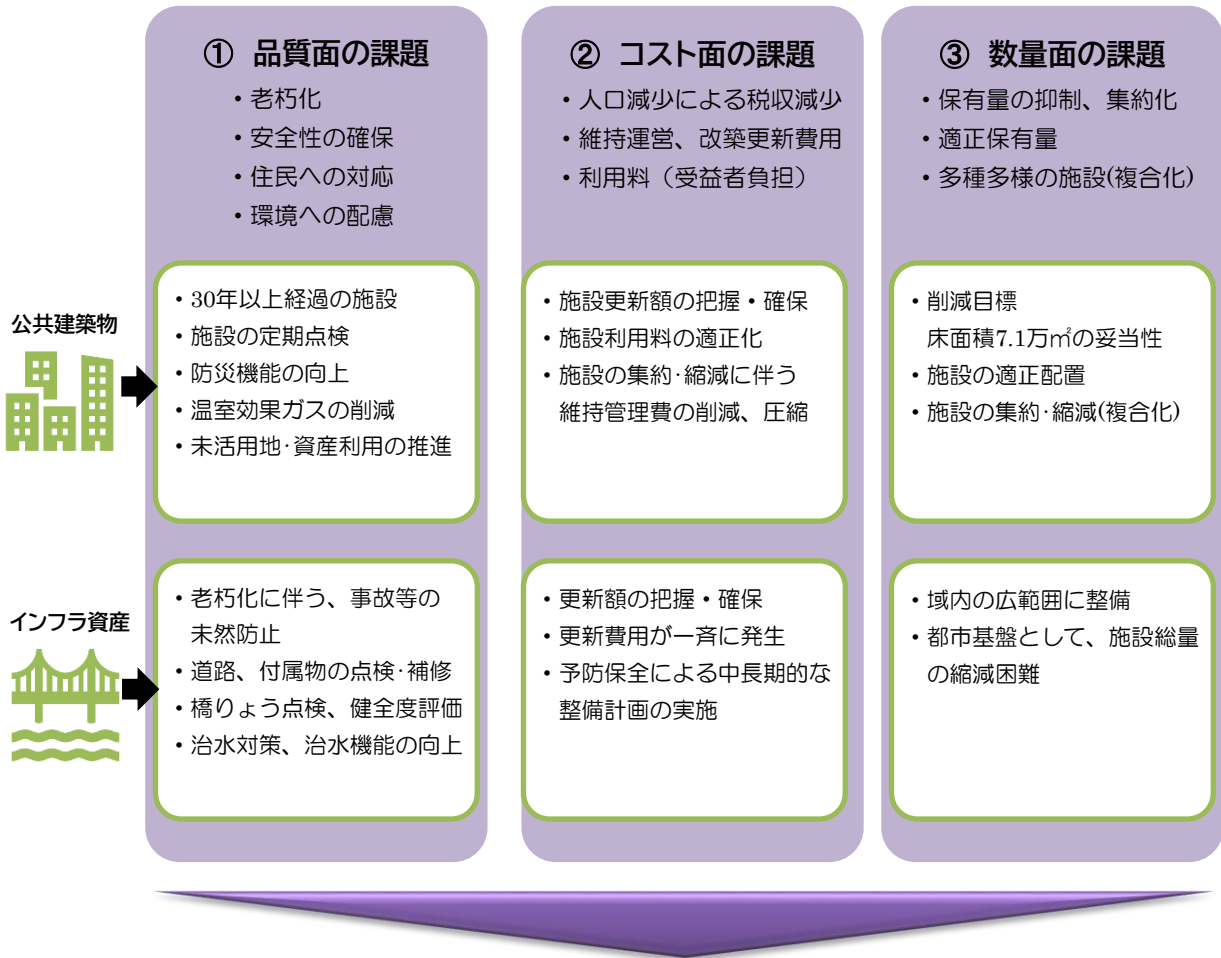 ① 品質面の課題
・老朽化
・安全性の確保
・住民への対応
・環境への配慮
② コスト面の課題
・人口減少による税収減少
・維持運営、改築更新費用
・利用料（受益者負担）
③ 数量面の課題
・保有量の抑制、集約化
・適正保有量
・多種多様の施設(複合化)
公共建築物
・30年以上経過の施設
・施設の定期点検
・防災機能の向上
・温室効果ガスの削減
・未活用地･資産利用の推進
・施設更新額の把握・確保
・施設利用料の適正化
・施設の集約･縮減に伴う
維持管理費の削減、圧縮
・削減目標
床面積7.1万㎡の妥当性
・施設の適正配置
・施設の集約･縮減(複合化)
インフラ資産
・老朽化に伴う、事故等の
未然防止
・道路、付属物の点検･補修
・橋りょう点検、健全度評価
・治水対策、治水機能の向上
・更新額の把握・確保
・更新費用が一斉に発生
・予防保全による中長期的な
整備計画の実施
・域内の広範囲に整備
・都市基盤として、施設総量
の縮減困難